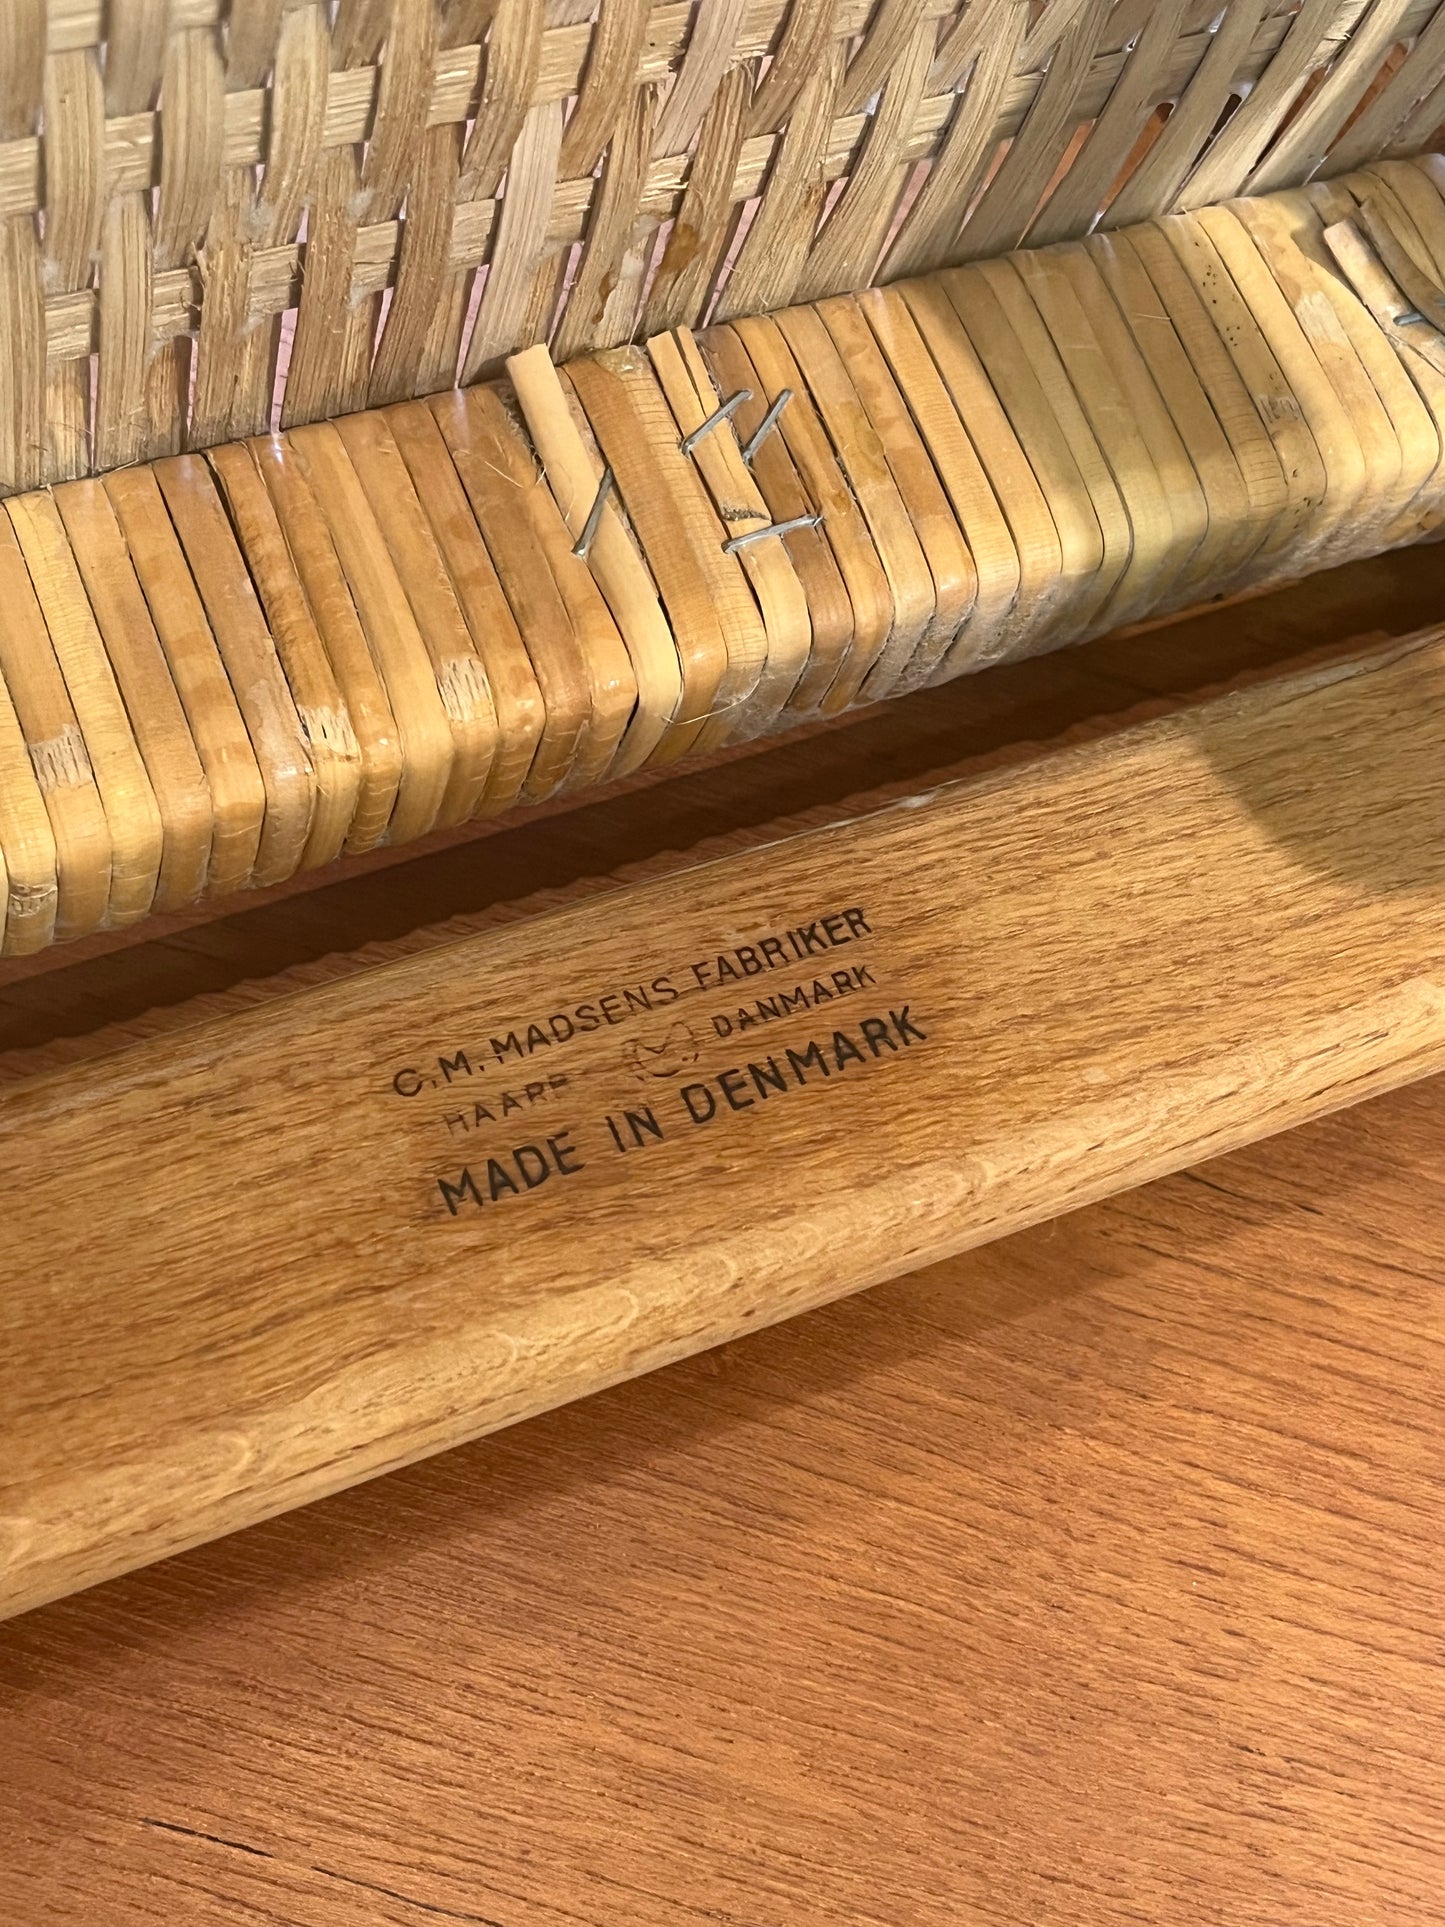 C.M. MADSENS FABRIKER
HAARP DANMARK
MADE IN DENMARK